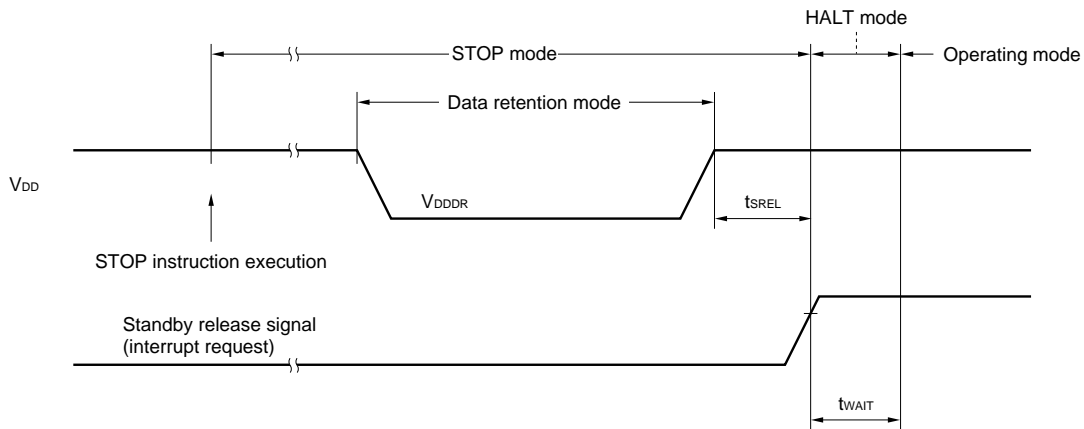 HALT mode
STOP mode
Operating mode
Data retention mode
VDD
VDDDR
tSREL
STOP instruction execution
Standby release signal
(interrupt request)
tWAIT